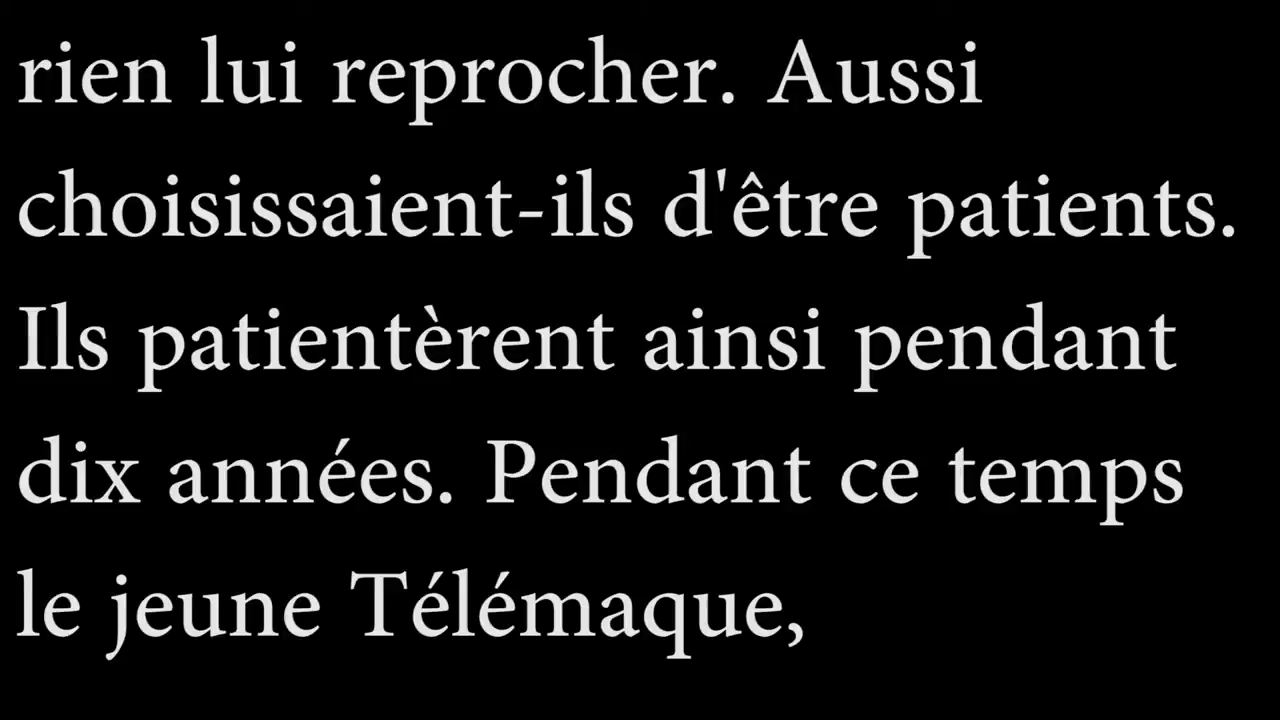 rien lui reprocher. Aussi
choisissaient-ils d'être patients.
Ils patientèrent ainsi pendant
dix années. Pendant ce temps
le jeune Télémaque,